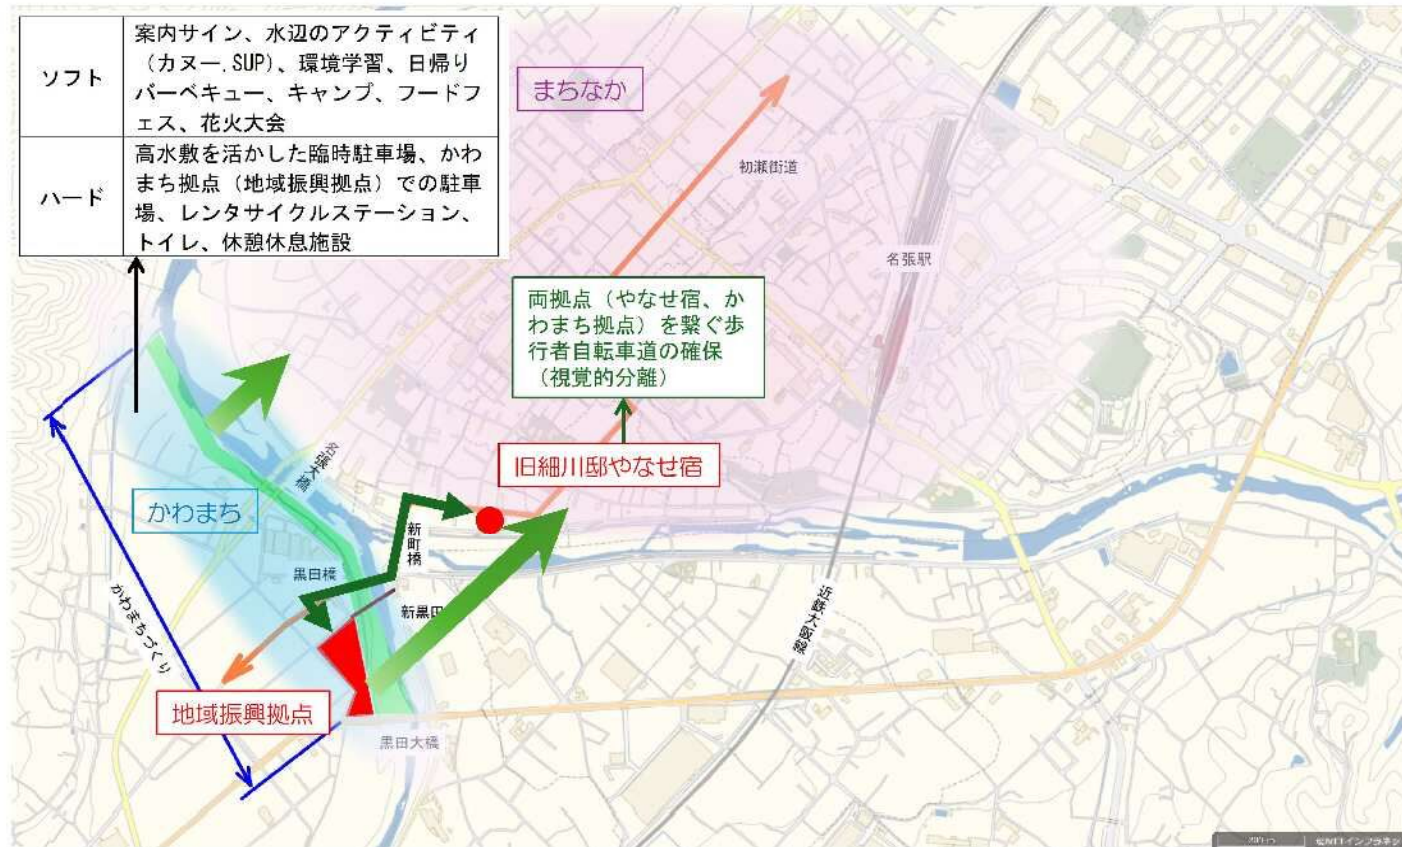 ソフト
案内サイン、水辺のアクティビティ
(カヌー.SUP)、環境学習、日帰り
バーベキュー、キャンプ、フードフ
ェス、花火大会
ハード
高水敷を活かした臨時駐車場、かわ
まち拠点（地域振興拠点）での駐車
場、レンタサイクルステーション、
トイレ、休憩休息施設
まちなか
初瀬街道
名張駅
両拠点（やなせ宿、か
わまち拠点）を繋ぐ歩
行者自転車道の確保
（視覚的分離）
旧細川邸やなせ宿
名張大橋
かわまち
新町橋
黒田橋
新黒田
かわまちづくり
近鉄大阪線
地域振興拠点
黒田大橋